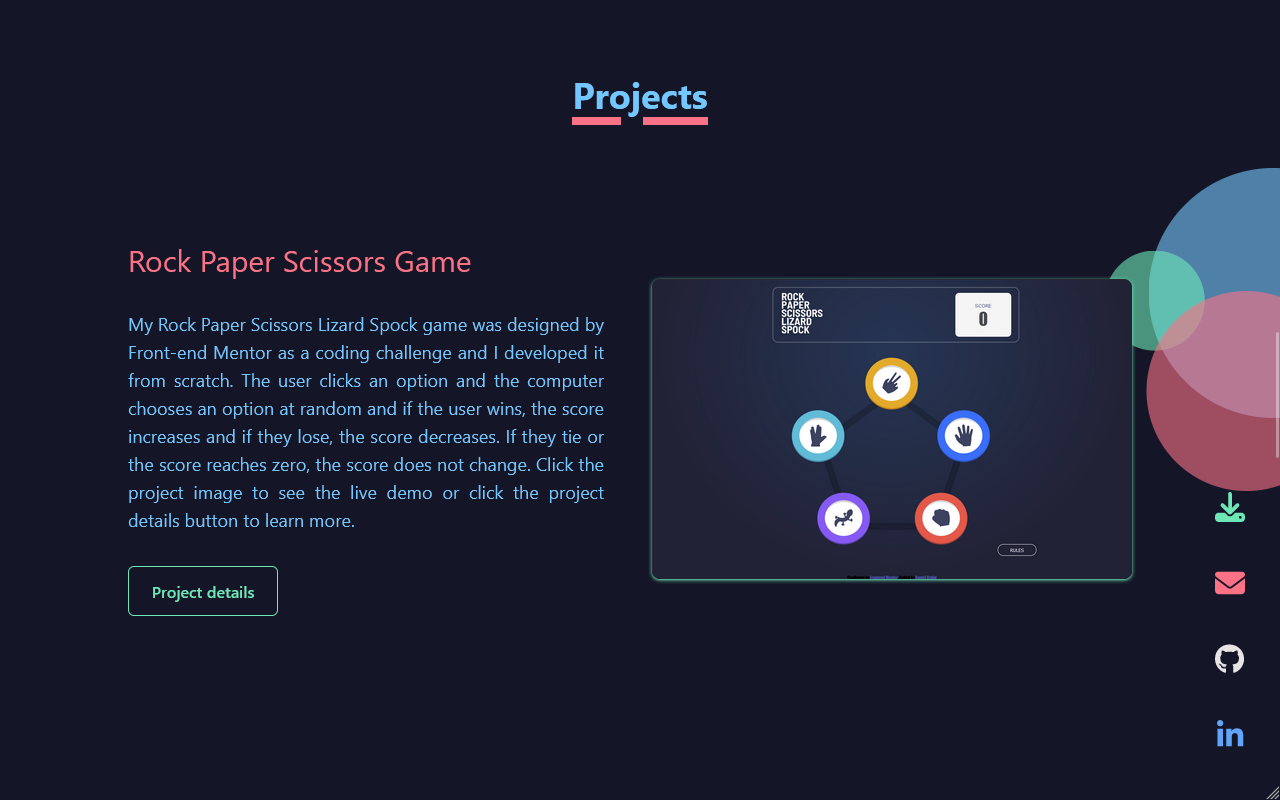 Projects
Rock Paper Scissors Game
My Rock Paper Scissors Lizard Spock game was designed by
Front-end Mentor as a coding challenge and I developed it
from scratch. The user clicks an option and the computer
chooses an option at random and if the user wins, the score
increases and if they lose, the score decreases. If they tie or
the score reaches zero, the score does not change. Click the
project image to see the live demo or click the project
details button to learn more.
Project details
ROCK
PAPER
SCISSORS
LIZARD
SPOCK
SCORE
0
RULES
in